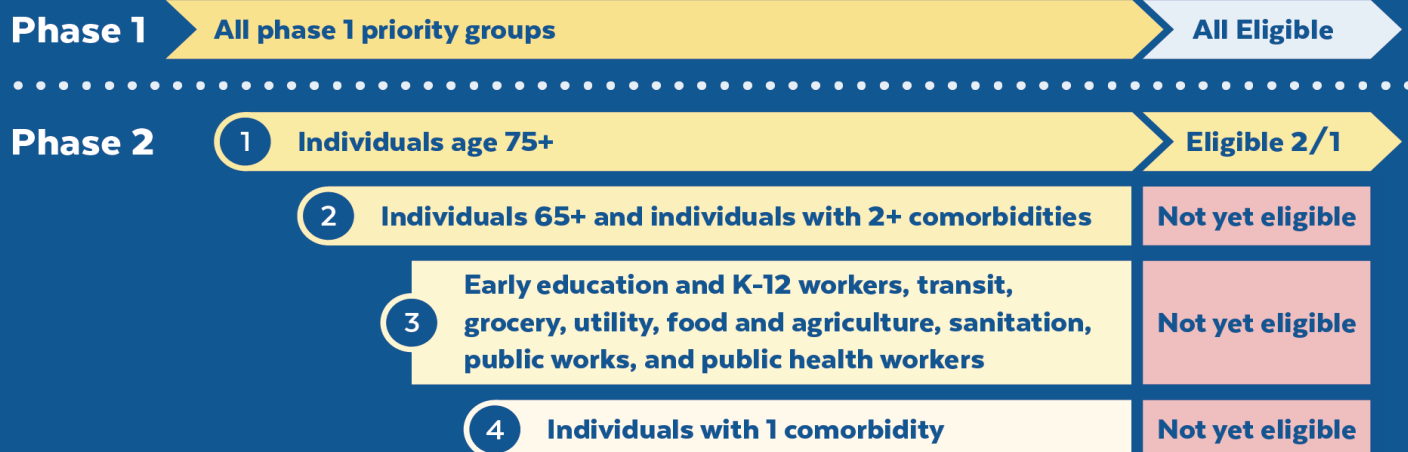 Phase 1
All phase 1 priority groups
All Eligible
Phase 2
1
Individuals age 75+
Eligible 2/1
2
Individuals 65+ and individuals with 2+ comorbidities
Not yet eligible
3
Early education and K-12 workers, transit,
grocery, utility, food and agriculture, sanitation,
public works, and public health workers
Not yet eligible
4
Individuals with 1 comorbidity
Not yet eligible